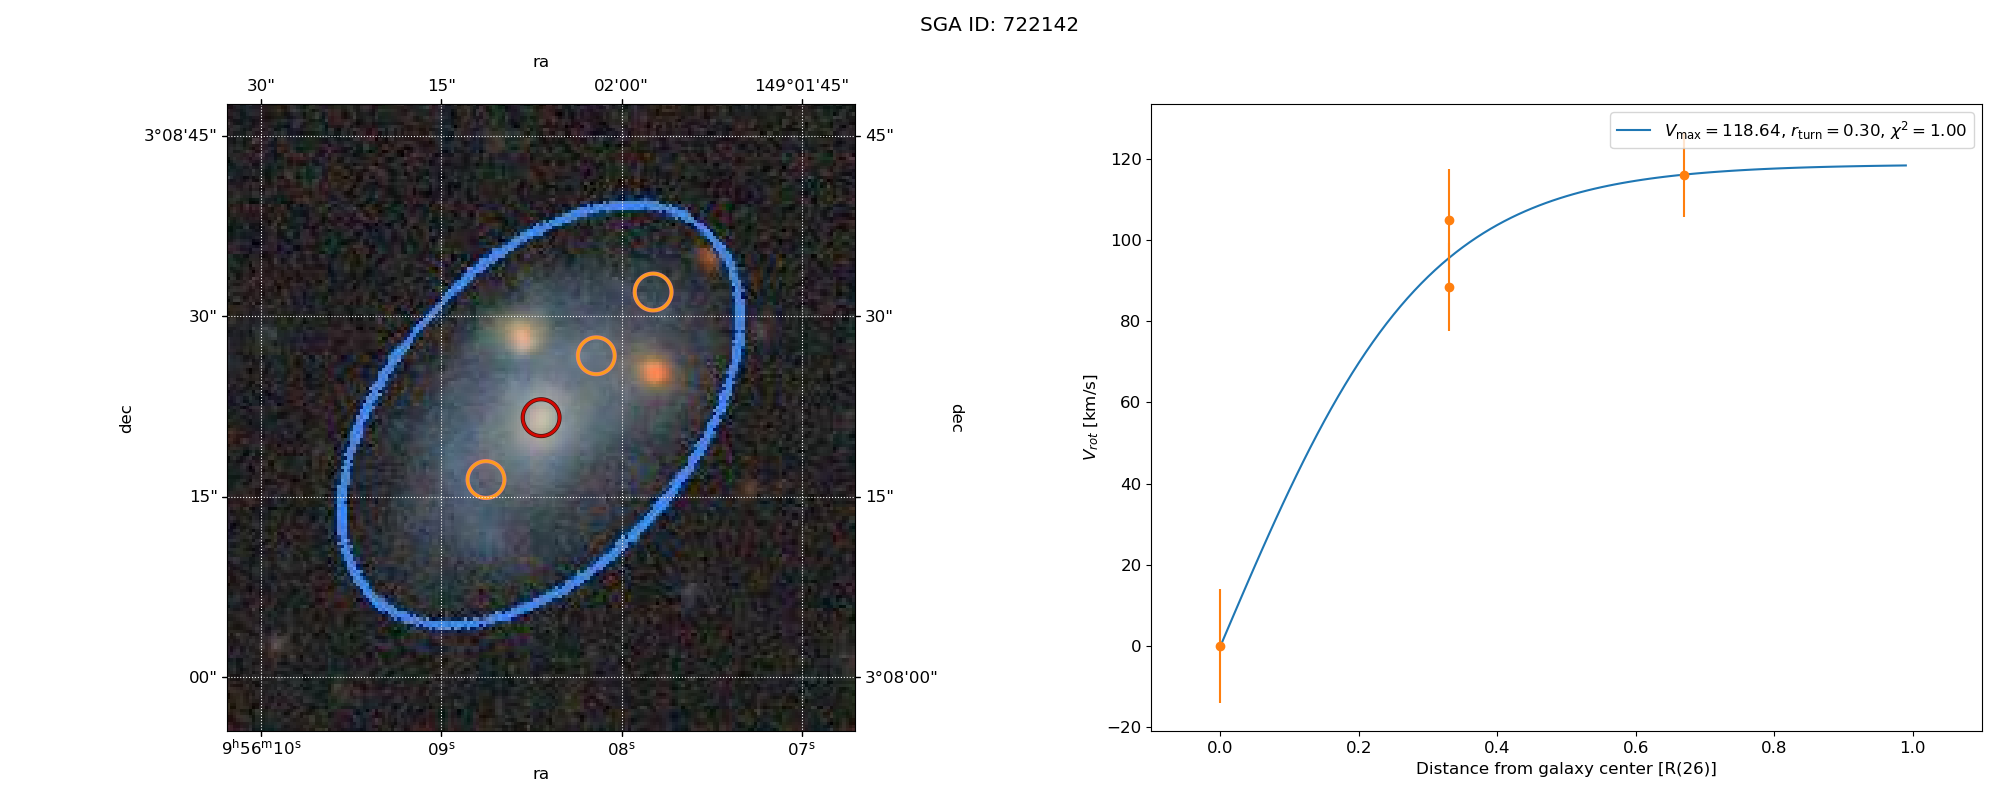 SGA ID: 722142
ra
30" 15" 02'00" 149°01'45"
3°08'45" 45"
30" 30"
dec dec
15" 15"
00" 3°08'00"
9ʰ56ᵐ10ˢ 09ˢ 08ˢ 07ˢ
ra
V_max = 118.64, r_turn = 0.30, χ² = 1.00
120
100
80
60
40
20
0
−20
V_rot [km/s]
0.0 0.2 0.4 0.6 0.8 1.0
Distance from galaxy center [R(26)]